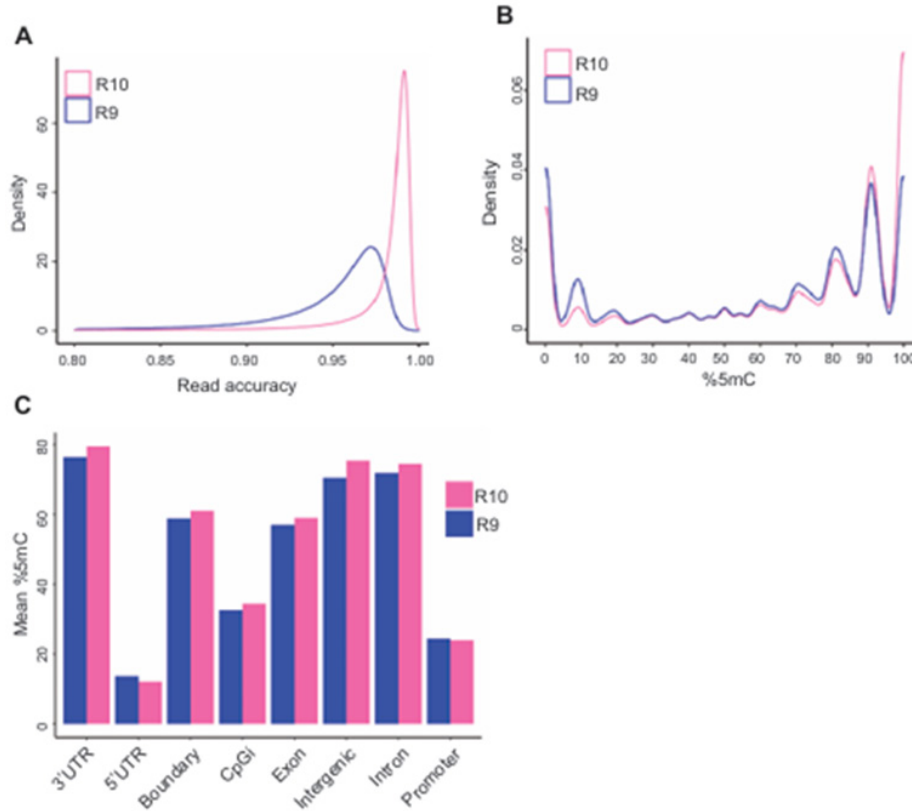 A
R10
R9
Density
0
20
40
60
0.80 0.85 0.90 0.95 1.00
Read accuracy
B
R10
R9
Density
0
0.02
0.04
0.06
0 10 20 30 40 50 60 70 80 90 100
%5mC
C
R10
R9
Mean %5mC
0
20
40
60
80
3'UTR
5'UTR
Boundary
CpGi
Exon
Intergenic
Intron
Promoter